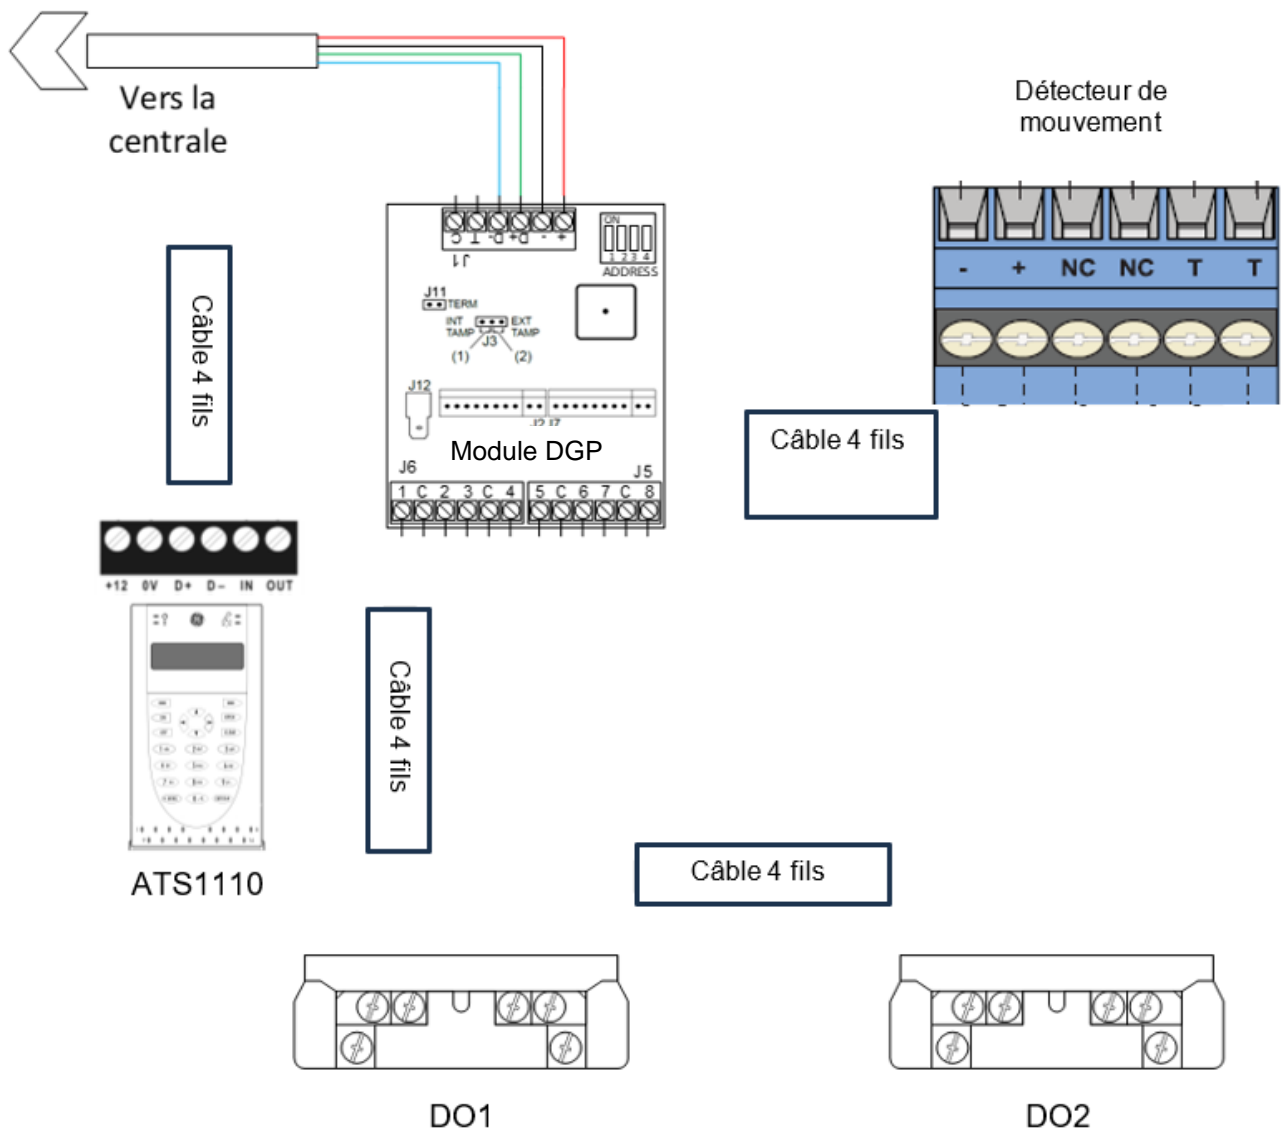 Vers la
centrale
Détecteur de
mouvement
C T D- D+ - +
J1
ON
1 2 3 4
ADDRESS
J11
TERM
INT
TAMP
EXT
TAMP
J3
(1) (2)
- + NC NC T T
Câble 4 fils
J12
J2 J7
Module DGP
J6
J5
1 C 2 3 C 4 5 C 6 7 C 8
Câble 4 fils
+12 0V D+ D- IN OUT
Câble 4 fils
ATS1110
Câble 4 fils
DO1
DO2